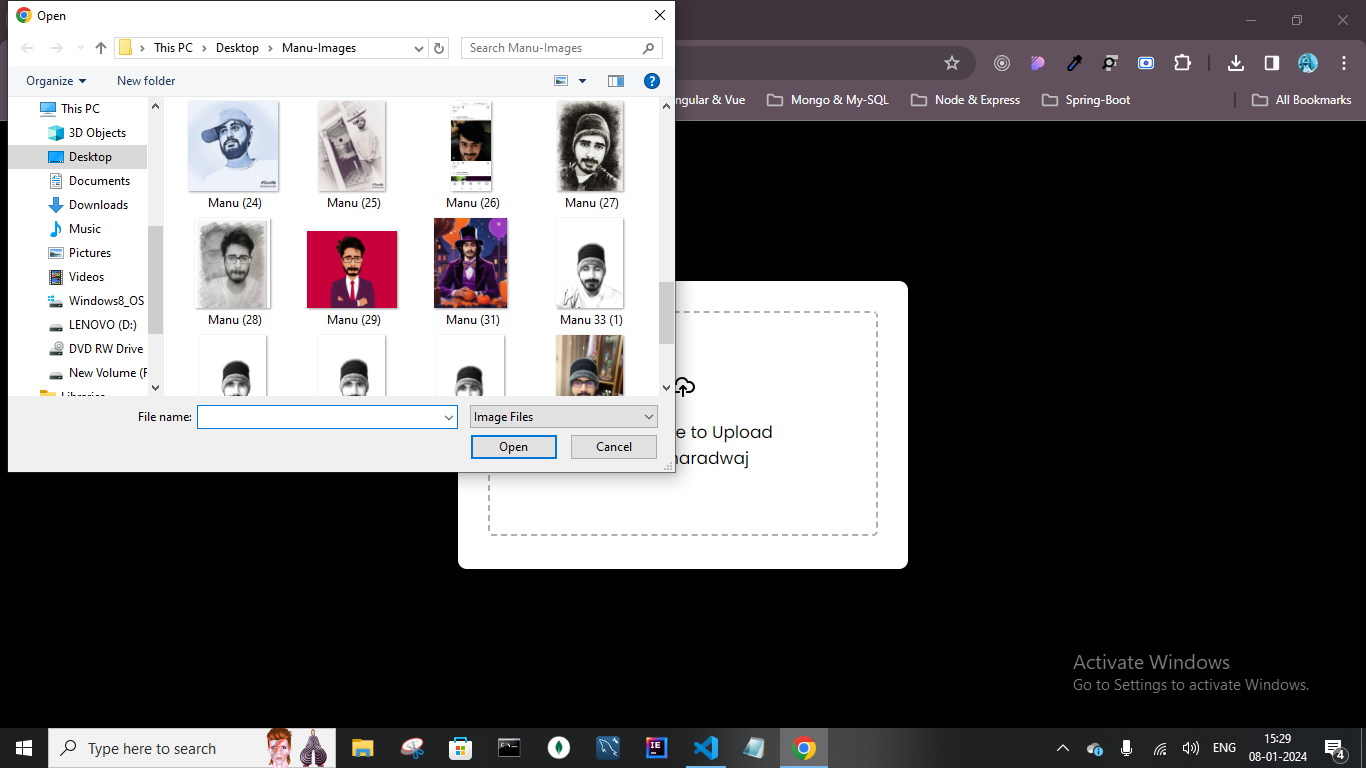 Open
This PC
Desktop
Manu-Images
Search Manu-Images
Organize
New folder
This PC
3D Objects
Desktop
Documents
Downloads
Music
Pictures
Videos
Windows8_OS
LENOVO (D:)
DVD RW Drive
New Volume (F
Manu (24)
Manu (25)
Manu (26)
Manu (27)
Manu (28)
Manu (29)
Manu (31)
Manu 33 (1)
File name:
Image Files
Open
Cancel
ngular & Vue
Mongo & My-SQL
Node & Express
Spring-Boot
All Bookmarks
e to Upload
haradwaj
Activate Windows
Go to Settings to activate Windows.
Type here to search
ENG
15:29
08-01-2024
4